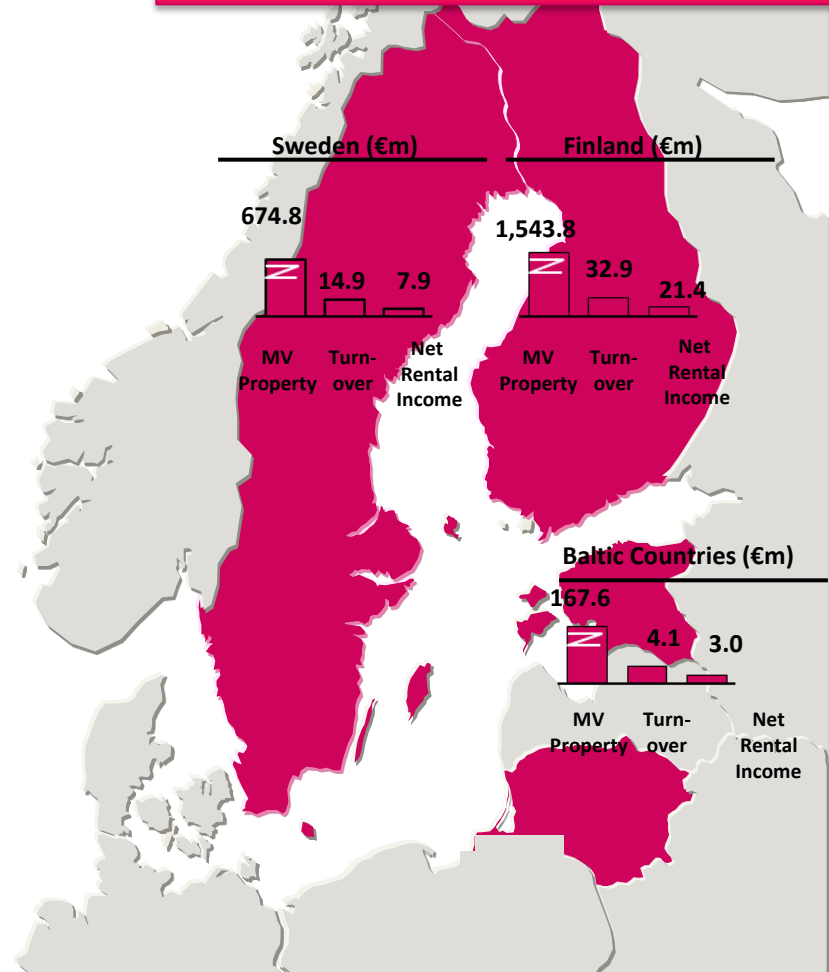 Sweden (€m)
674.8
14.9
7.9
MV
Property
Turn-
over
Net
Rental
Income
Finland (€m)
1,543.8
32.9
21.4
MV
Property
Turn-
over
Net
Rental
Income
Baltic Countries (€m)
167.6
4.1
3.0
MV
Property
Turn-
over
Net
Rental
Income